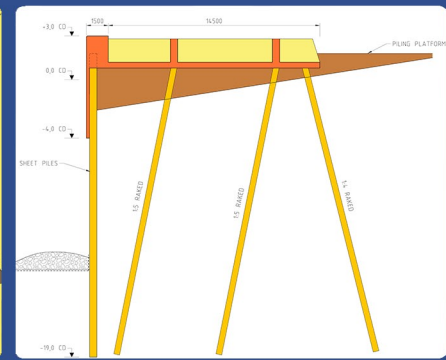 1500
14500
+3,0 CD
PILING PLATFORM
0,0 CD
-4,0 CD
SHEET PILES
1:5 RAKED
1:5 RAKED
1:4 RAKED
-19,0 CD